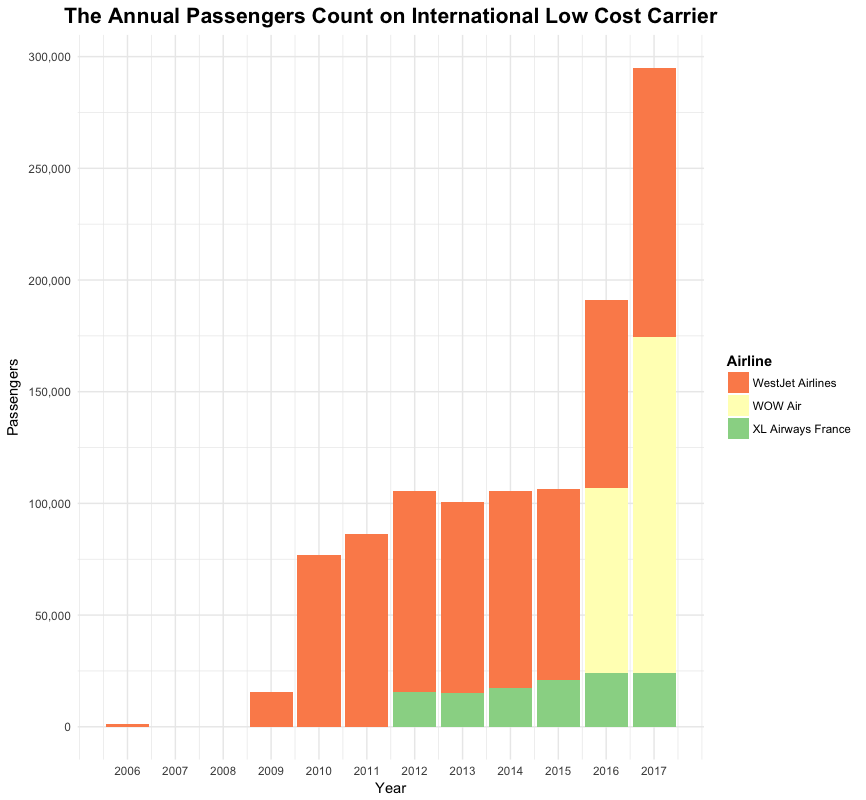 The Annual Passengers Count on International Low Cost Carrier
300,000
250,000
200,000
150,000
100,000
50,000
0
Passengers
2006 2007 2008 2009 2010 2011 2012 2013 2014 2015 2016 2017
Year
Airline
WestJet Airlines
WOW Air
XL Airways France